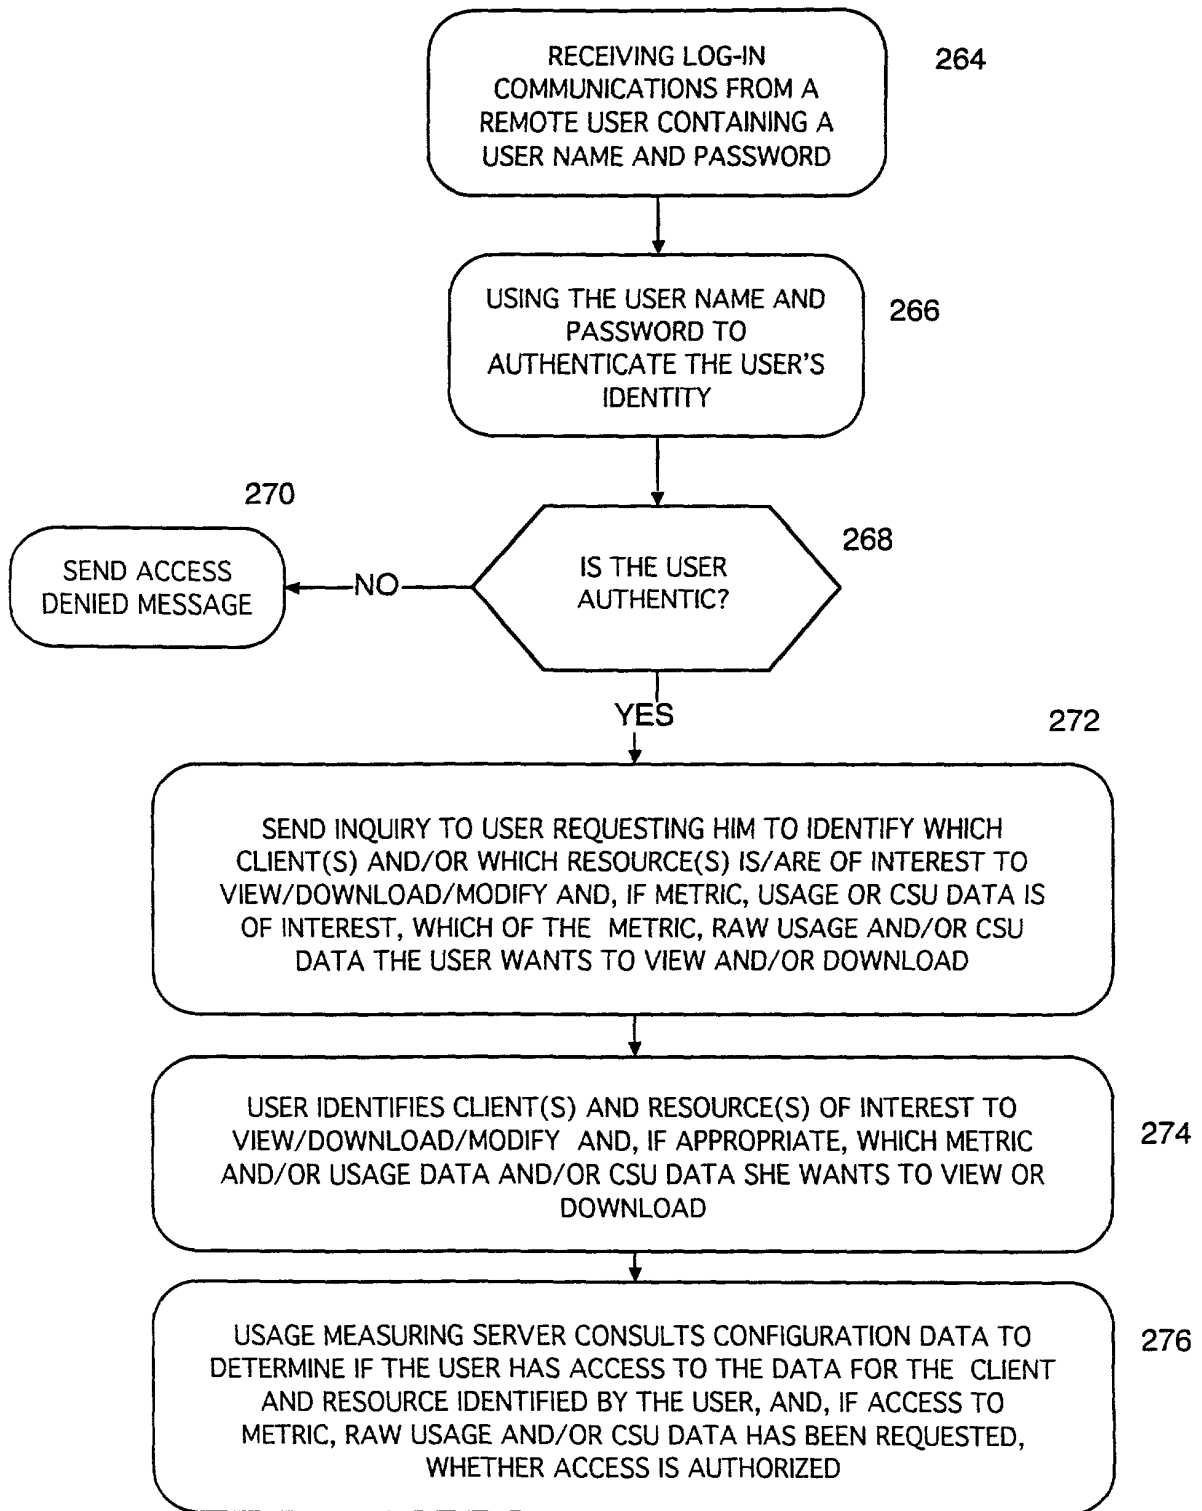 RECEIVING LOG-IN
COMMUNICATIONS FROM A
REMOTE USER CONTAINING A
USER NAME AND PASSWORD
264
USING THE USER NAME AND
PASSWORD TO
AUTHENTICATE THE USER'S
IDENTITY
266
270
SEND ACCESS
DENIED MESSAGE
NO
IS THE USER
AUTHENTIC?
268
YES
272
SEND INQUIRY TO USER REQUESTING HIM TO IDENTIFY WHICH
CLIENT(S) AND/OR WHICH RESOURCE(S) IS/ARE OF INTEREST TO
VIEW/DOWNLOAD/MODIFY AND, IF METRIC, USAGE OR CSU DATA IS
OF INTEREST, WHICH OF THE METRIC, RAW USAGE AND/OR CSU
DATA THE USER WANTS TO VIEW AND/OR DOWNLOAD
USER IDENTIFIES CLIENT(S) AND RESOURCE(S) OF INTEREST TO
VIEW/DOWNLOAD/MODIFY AND, IF APPROPRIATE, WHICH METRIC
AND/OR USAGE DATA AND/OR CSU DATA SHE WANTS TO VIEW OR
DOWNLOAD
274
USAGE MEASURING SERVER CONSULTS CONFIGURATION DATA TO
DETERMINE IF THE USER HAS ACCESS TO THE DATA FOR THE CLIENT
AND RESOURCE IDENTIFIED BY THE USER, AND, IF ACCESS TO
METRIC, RAW USAGE AND/OR CSU DATA HAS BEEN REQUESTED,
WHETHER ACCESS IS AUTHORIZED
276